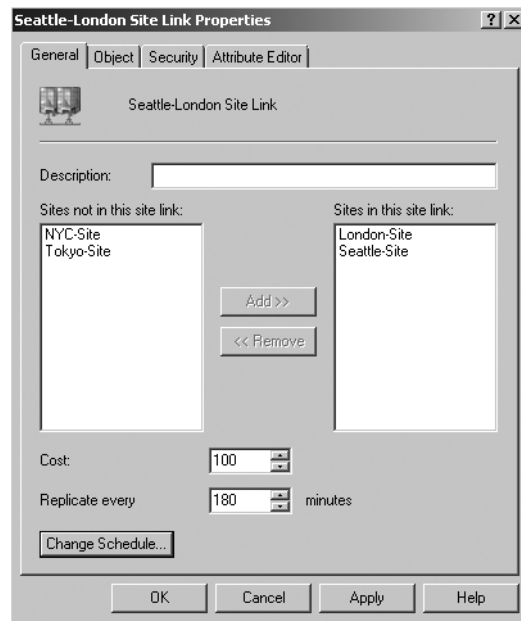 Seattle-London Site Link Properties
General Object Security Attribute Editor
Seattle-London Site Link
Description:
Sites not in this site link:
NYC-Site
Tokyo-Site
Add >>
<< Remove
Sites in this site link:
London-Site
Seattle-Site
Cost: 100
Replicate every 180 minutes
Change Schedule...
OK Cancel Apply Help